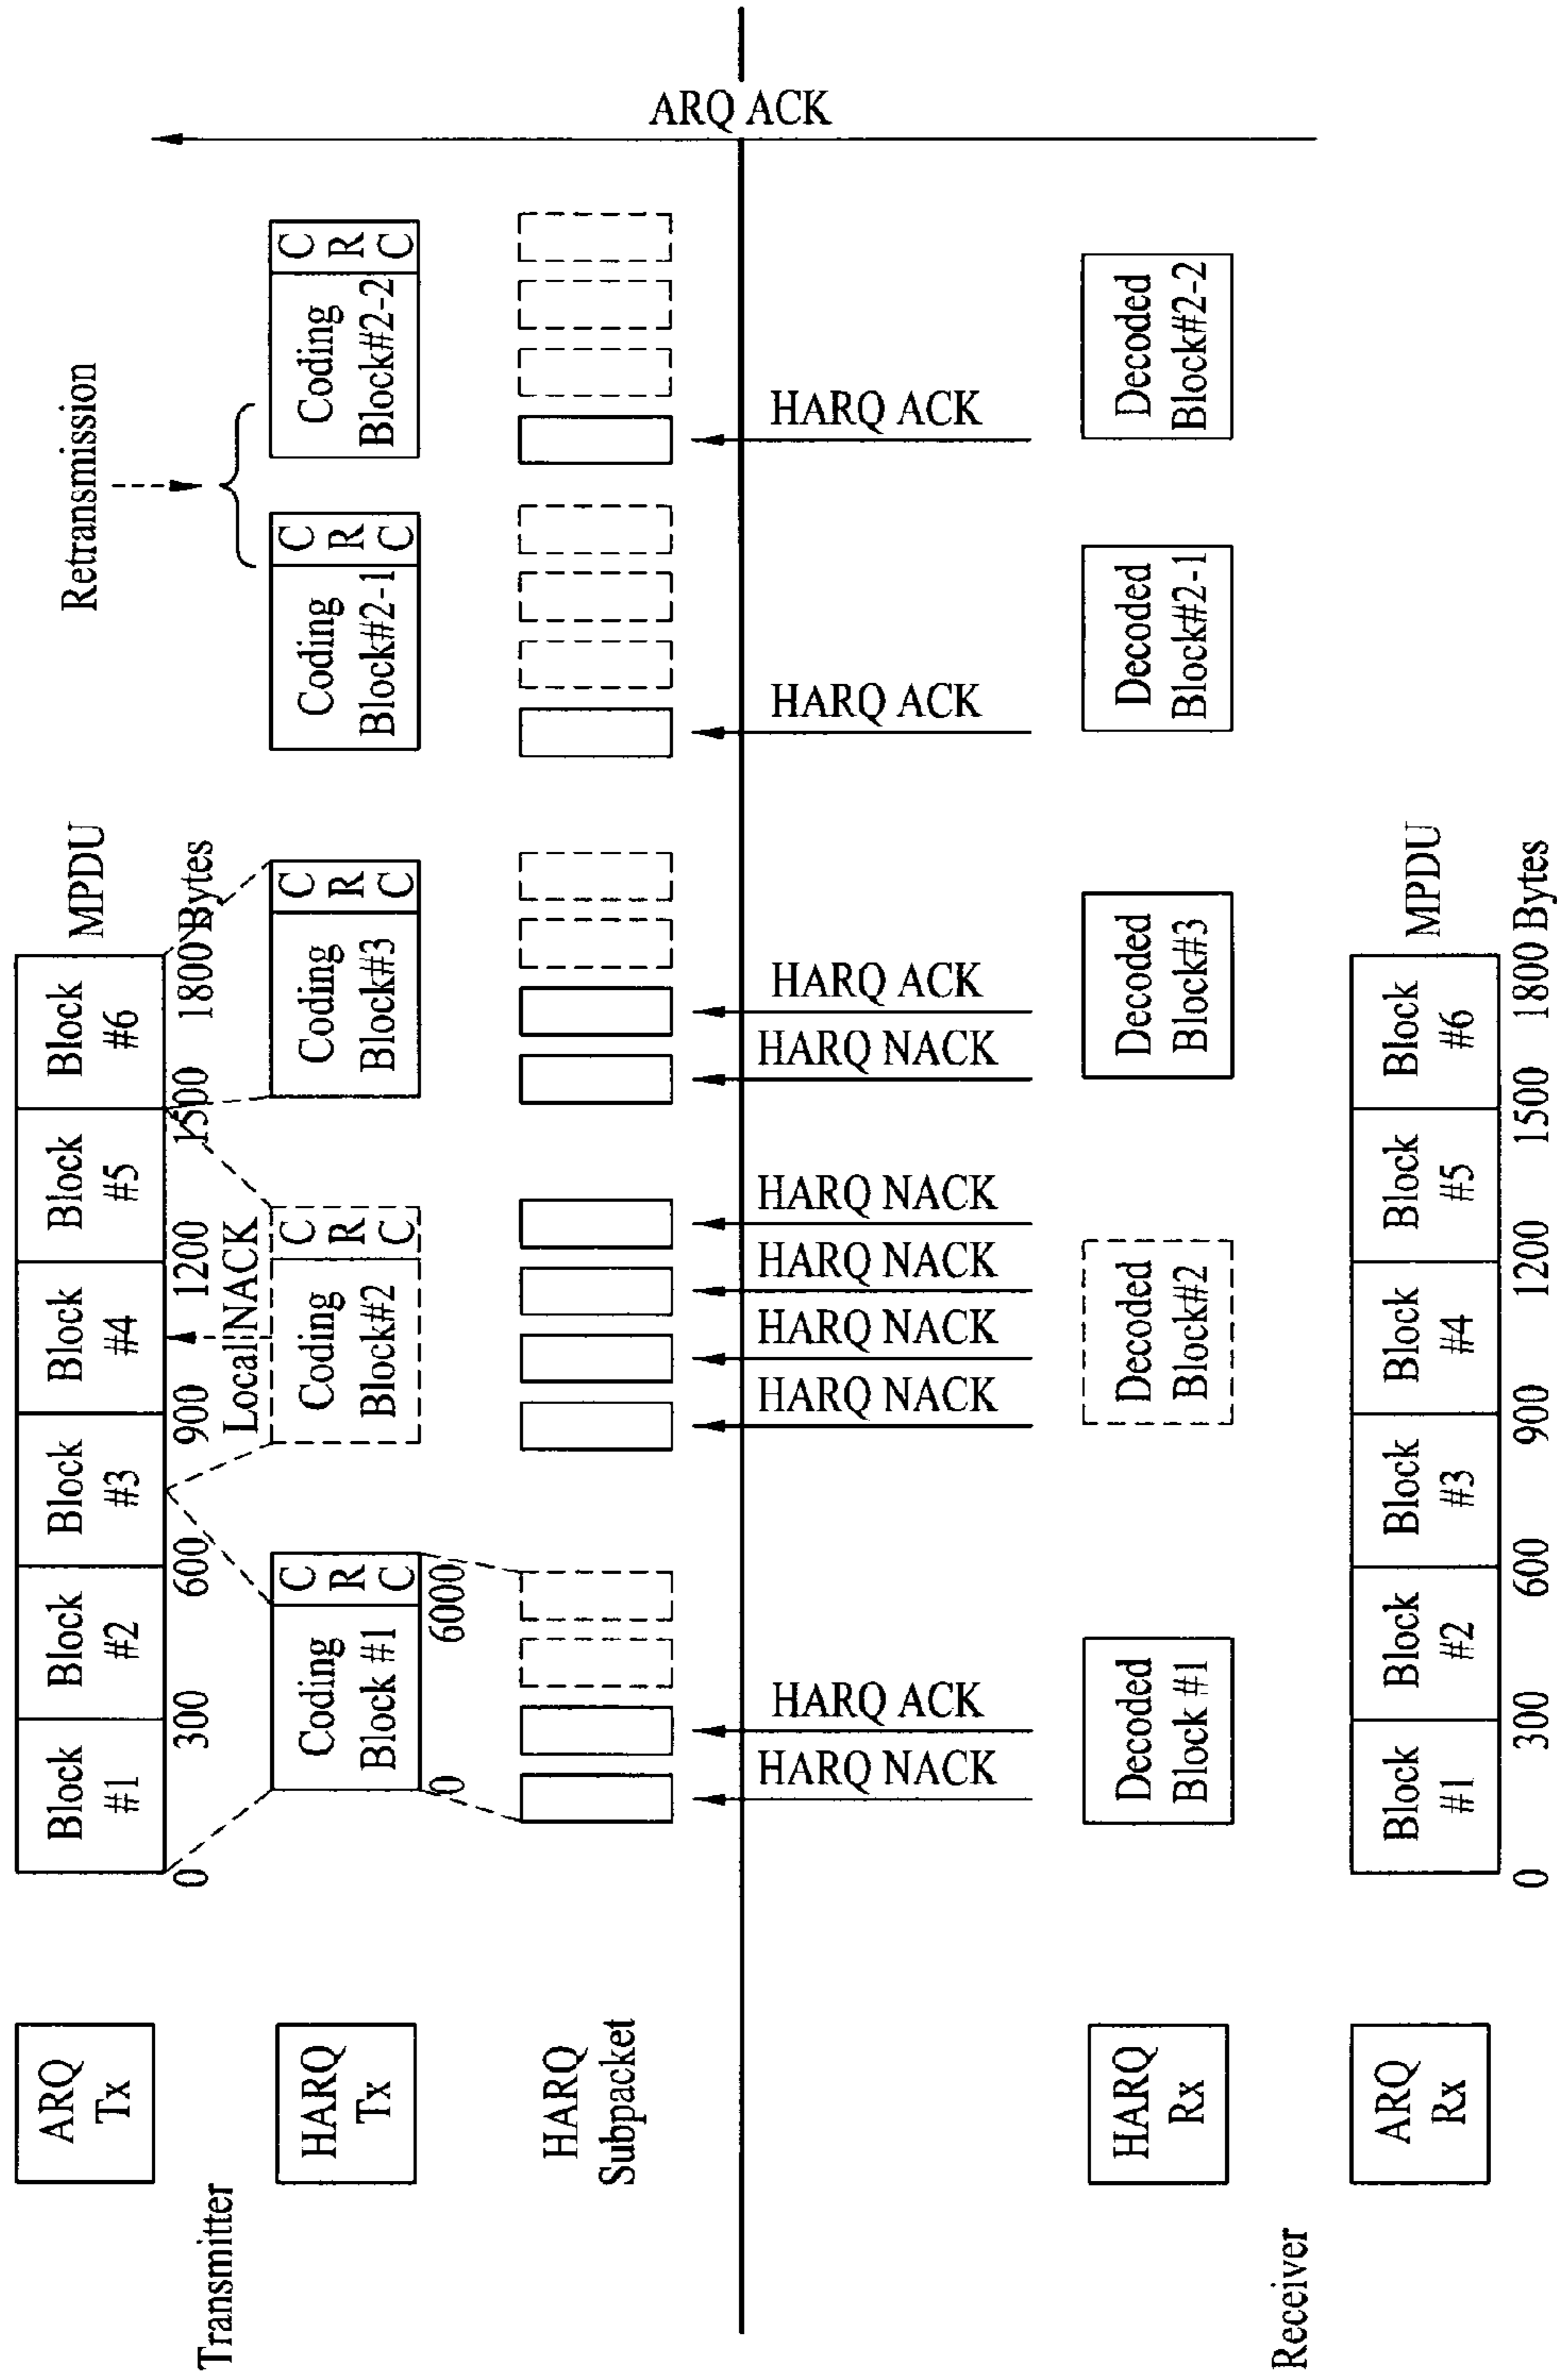 Transmitter
ARQ
Tx
Block
#1
Block
#2
Block
#3
Block
#4
Block
#5
Block
#6
MPDU
0
300
600
900
1200
1500
1800 Bytes
Local NACK
Retransmission
HARQ
Tx
Coding
Block #1
C
R
C
Coding
Block#2
C
R
C
Coding
Block#3
C
R
C
Coding
Block#2-1
C
R
C
Coding
Block#2-2
C
R
C
0
6000
HARQ
Subpacket
ARQ ACK
HARQ NACK
HARQ ACK
HARQ NACK
HARQ NACK
HARQ NACK
HARQ NACK
HARQ NACK
HARQ ACK
HARQ ACK
HARQ ACK
Receiver
HARQ
Rx
Decoded
Block #1
Decoded
Block#2
Decoded
Block#3
Decoded
Block#2-1
Decoded
Block#2-2
ARQ
Rx
Block
#1
Block
#2
Block
#3
Block
#4
Block
#5
Block
#6
MPDU
0
300
600
900
1200
1500
1800 Bytes